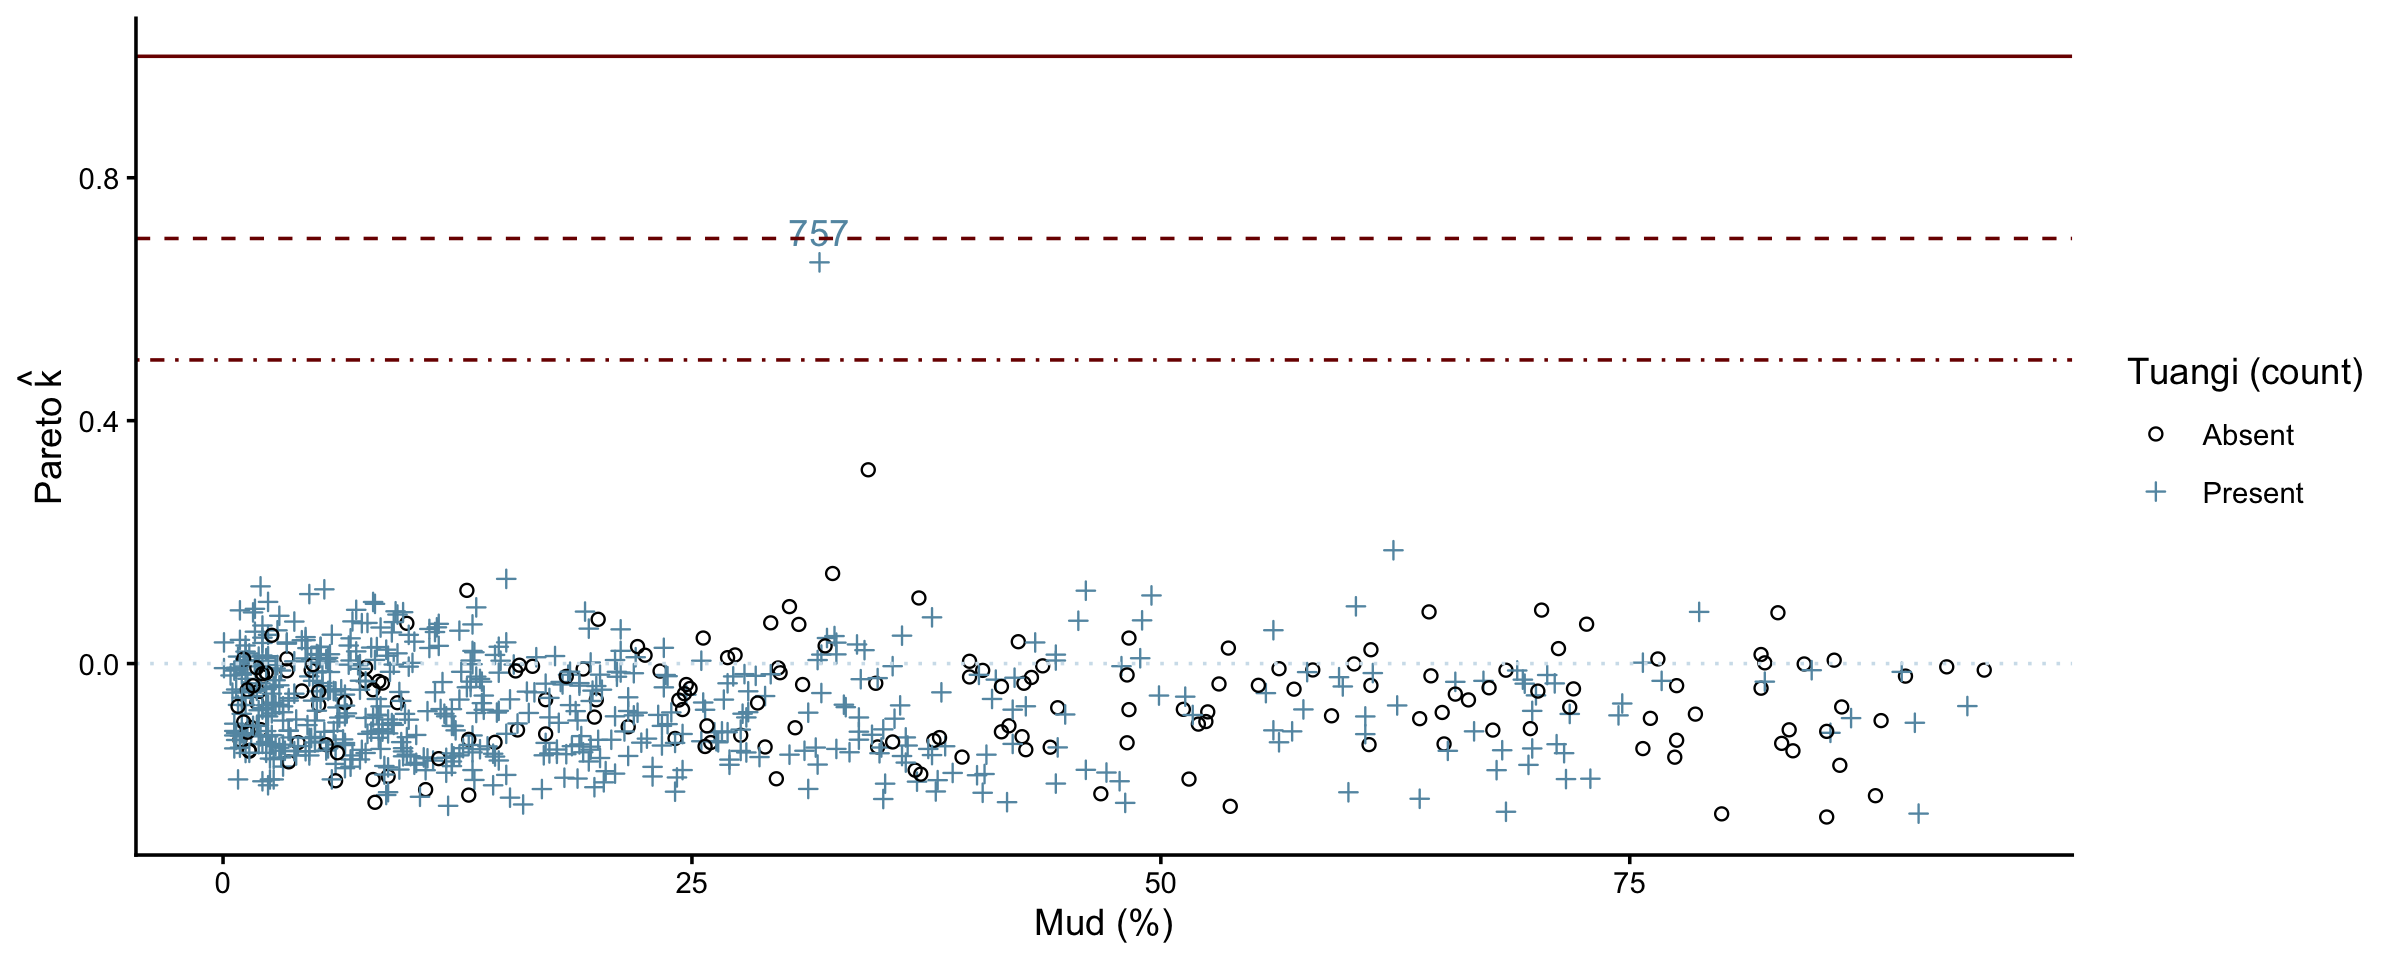 0.8
757
0.4
0.0
Pareto k̂
0
25
50
75
Mud (%)
Tuangi (count)
Absent
Present